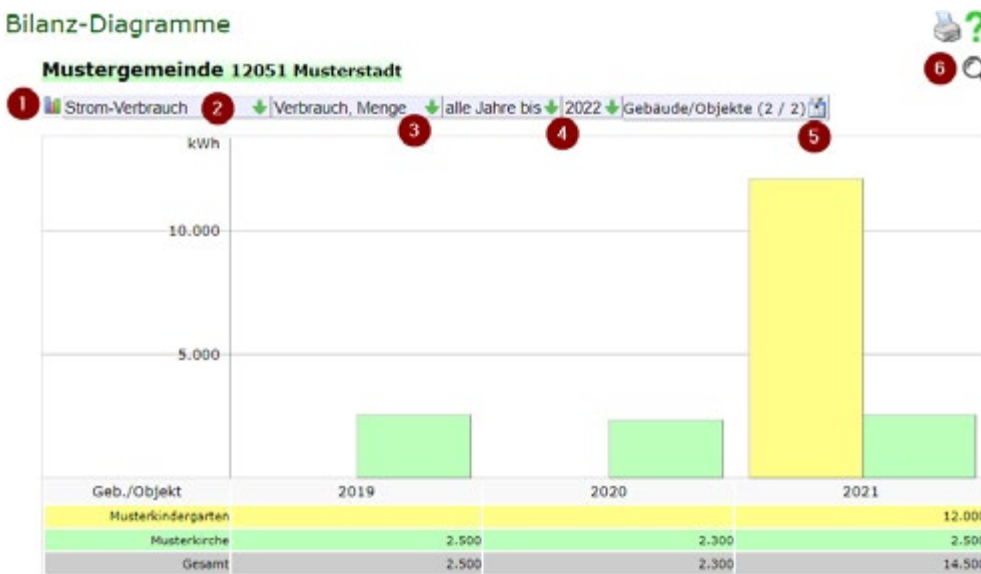 Bilanz-Diagramme
?
Mustergemeinde 12051 Musterstadt
6
1 Strom-Verbrauch 2 Verbrauch, Menge 3 alle Jahre bis 4 2022 Gebäude/Objekte (2 / 2) 5
kWh
10.000
5.000
Geb./Objekt 2019 2020 2021
Musterkindergarten 12.000
Musterkirche 2.500 2.300 2.500
Gesamt 2.500 2.300 14.500